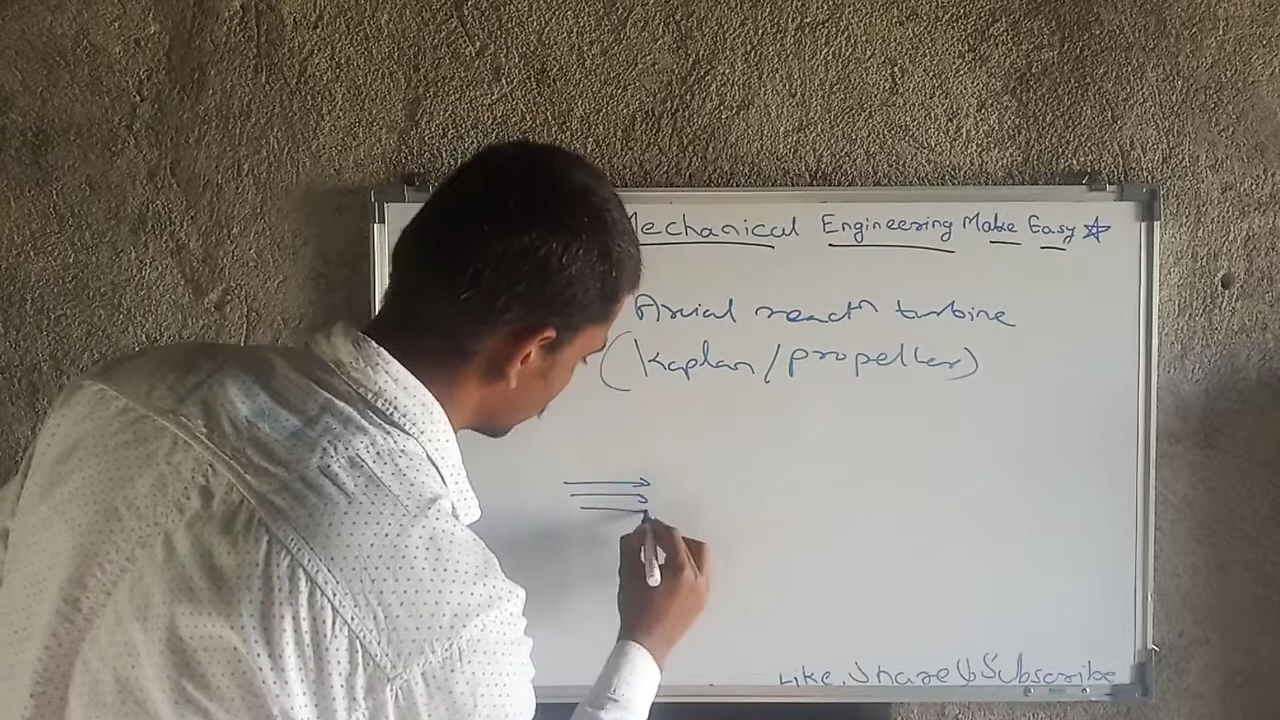 Mechanical Engineering Make Easy
Axial reactn turbine
(Kaplan/propeller)
Like, Share & Subscribe